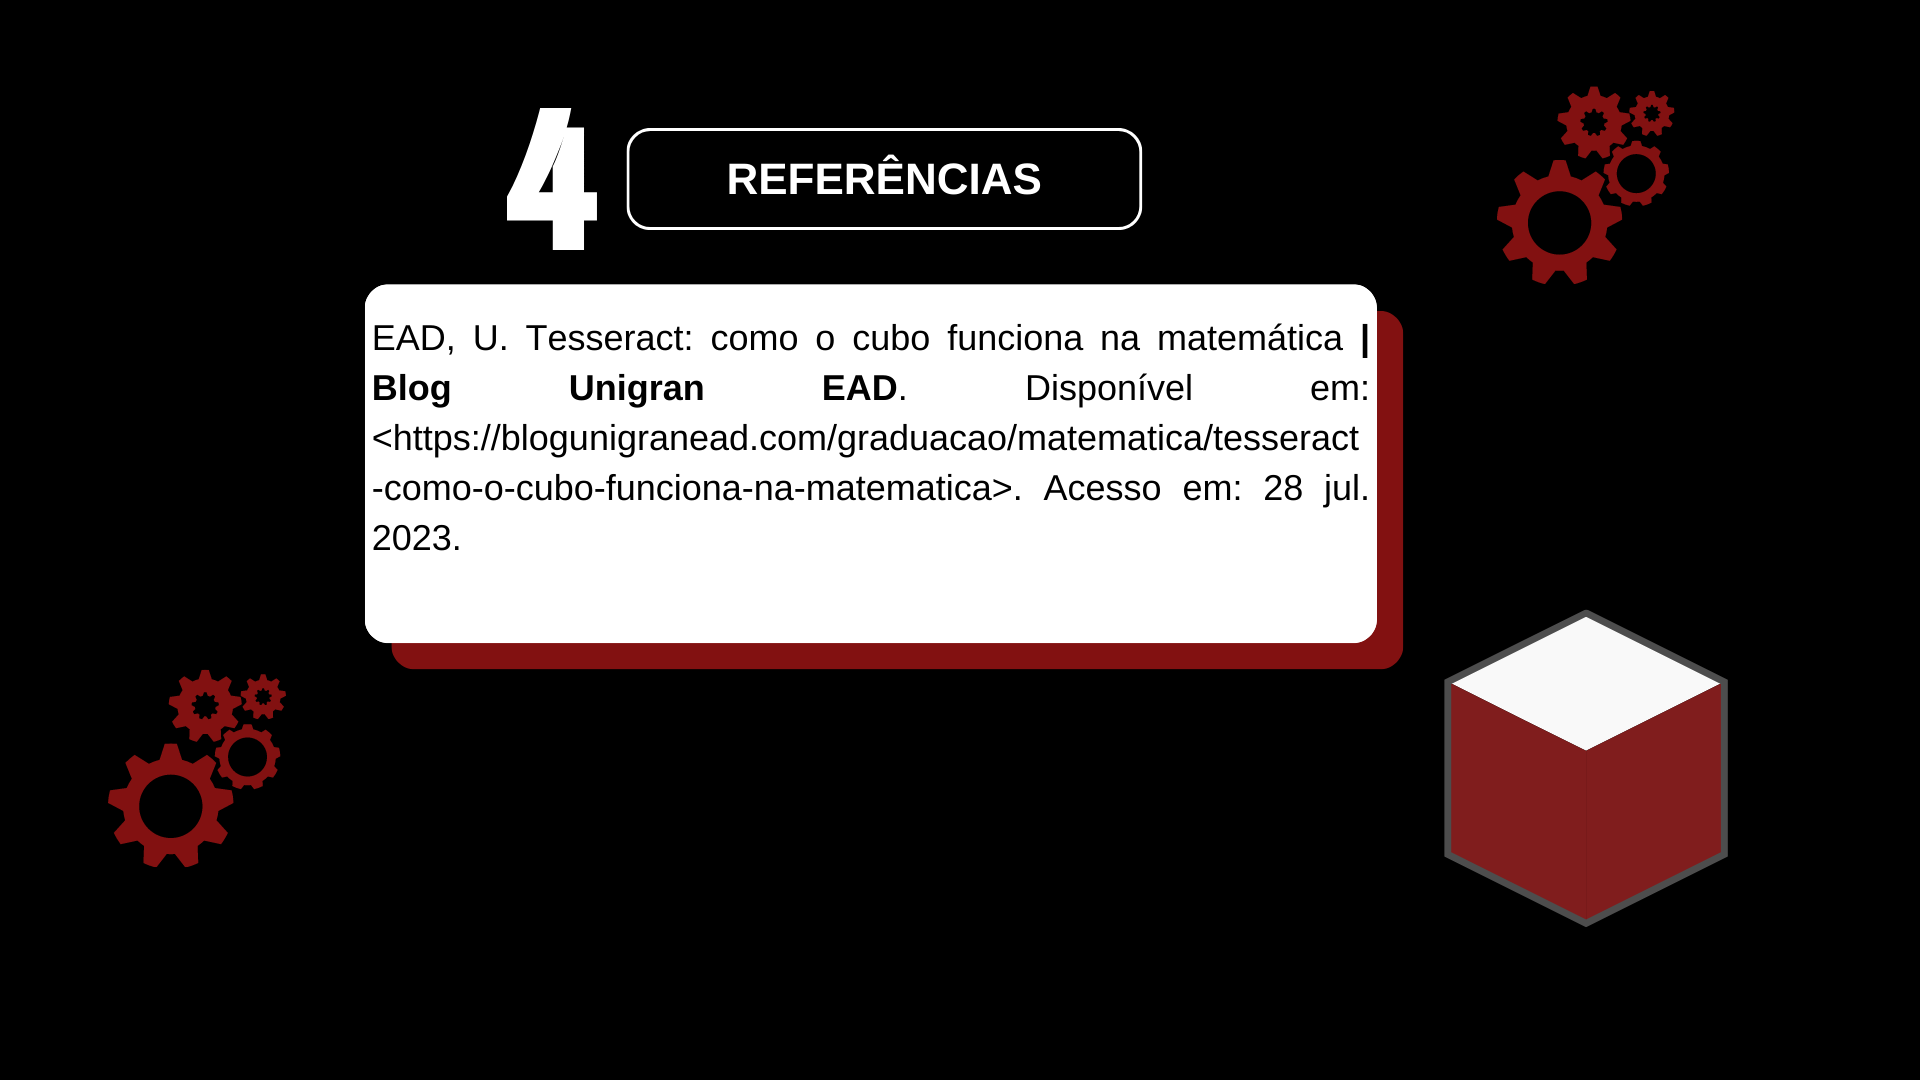 4
REFERÊNCIAS
EAD, U. Tesseract: como o cubo funciona na matemática |
Blog Unigran EAD. Disponível em:
<https://blogunigranead.com/graduacao/matematica/tesseract
-como-o-cubo-funciona-na-matematica>. Acesso em: 28 jul.
2023.